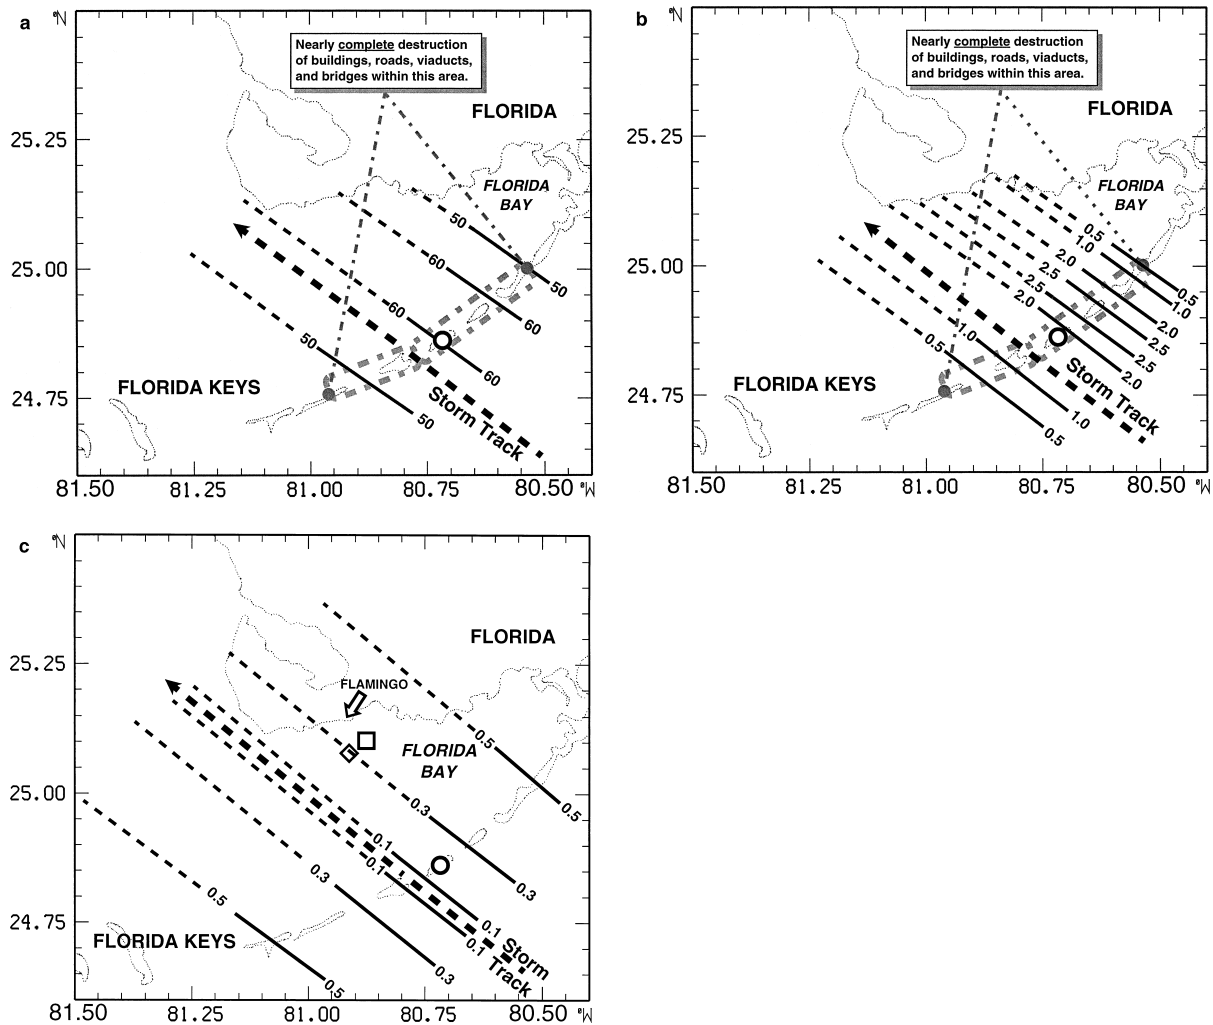 a
°N
Nearly complete destruction
of buildings, roads, viaducts,
and bridges within this area.
FLORIDA
25.25
FLORIDA
BAY
50
60
25.00
50
60
60
50
60
FLORIDA KEYS
24.75
50
Storm Track
81.50
81.25
81.00
80.75
80.50
°W
b
°N
Nearly complete destruction
of buildings, roads, viaducts,
and bridges within this area.
FLORIDA
25.25
FLORIDA
BAY
0.5
1.0
2.0
2.5
2.5
2.0
25.00
0.5
1.0
2.0
2.5
2.0
1.0
0.5
FLORIDA KEYS
24.75
1.0
0.5
Storm Track
81.50
81.25
81.00
80.75
80.50
°W
c
°N
FLORIDA
25.25
FLAMINGO
FLORIDA
BAY
0.5
25.00
0.5
0.3
0.1
0.1
0.3
0.3
0.5
24.75
0.1
0.1
FLORIDA KEYS
0.3
0.5
Storm
Track
81.50
81.25
81.00
80.75
80.50
°W